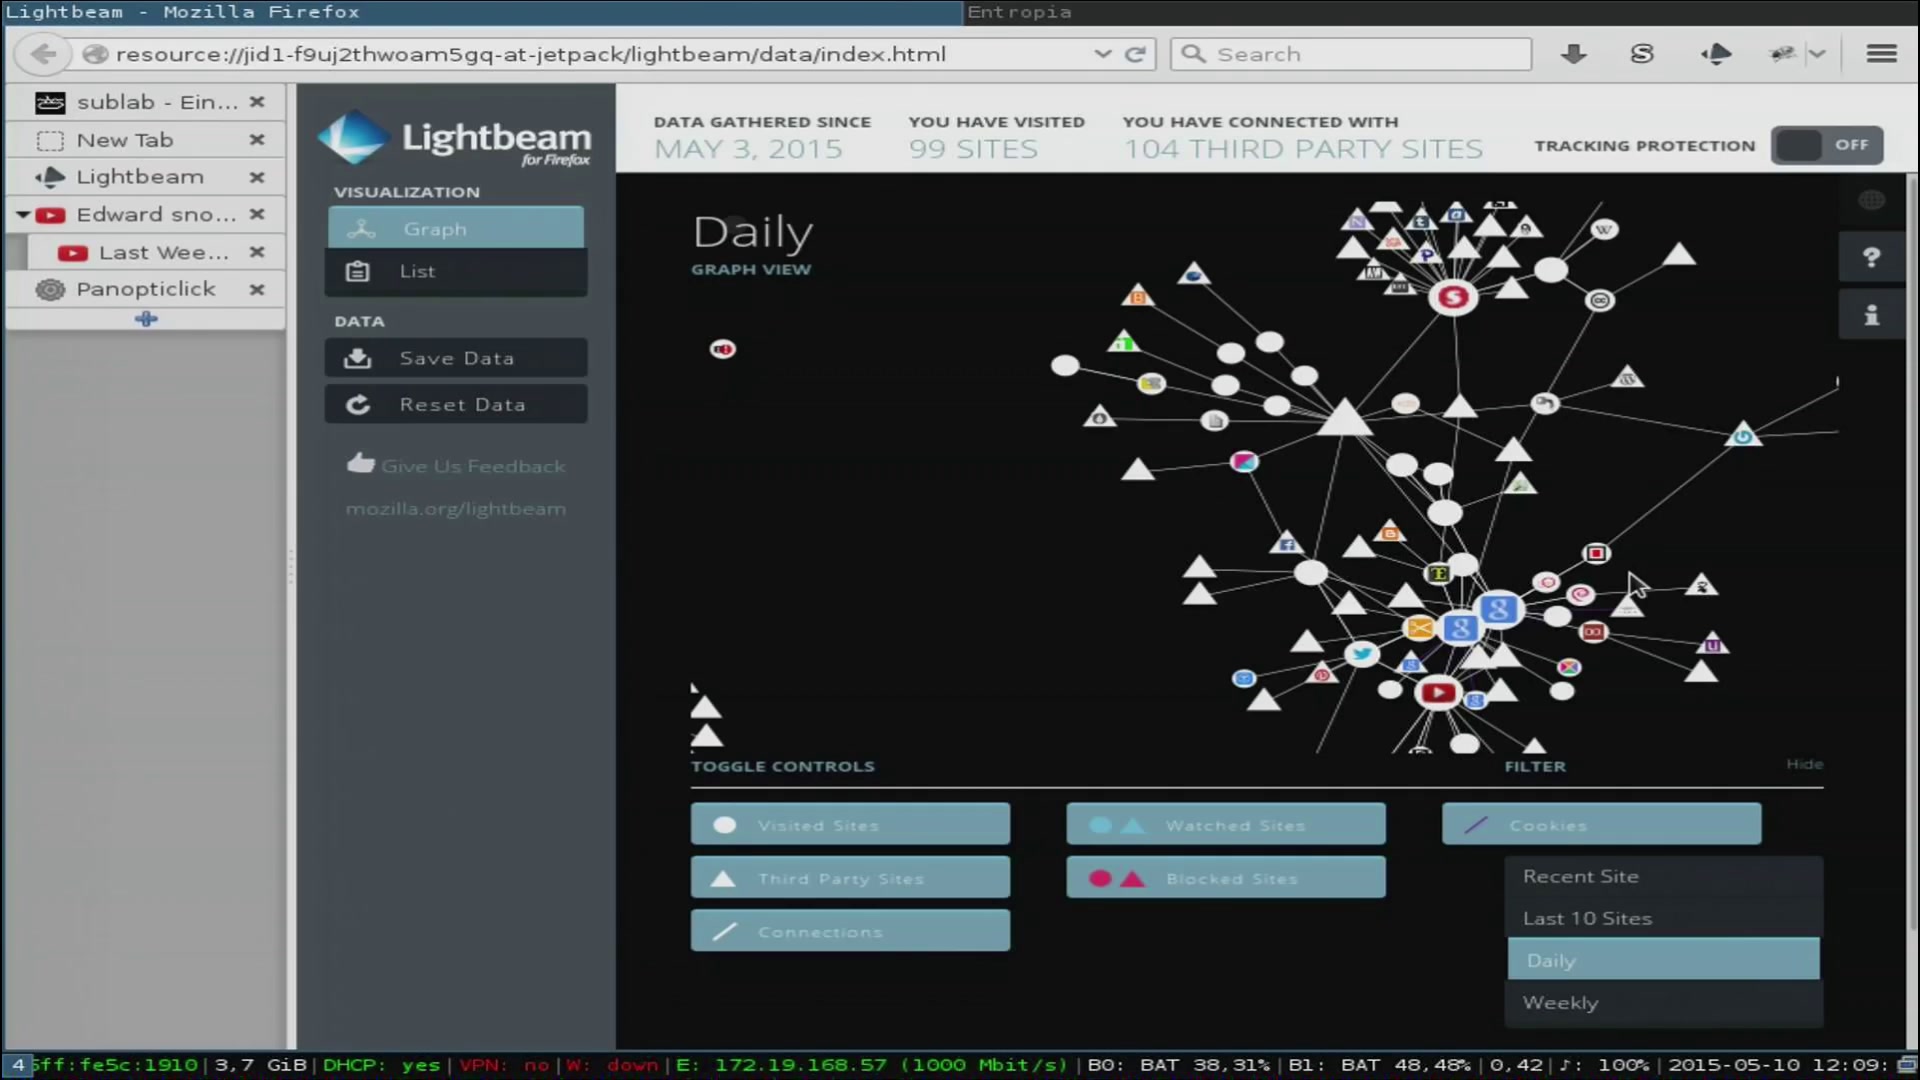 Lightbeam - Mozilla Firefox
Entropia
resource://jid1-f9uj2thwoam5gq-at-jetpack/lightbeam/data/index.html
Search
sublab - Ein...
New Tab
Lightbeam
Edward sno...
Last Wee...
Panopticlick
Lightbeam
for Firefox
VISUALIZATION
Graph
List
DATA
Save Data
Reset Data
Give Us Feedback
mozilla.org/lightbeam
DATA GATHERED SINCE
MAY 3, 2015
YOU HAVE VISITED
99 SITES
YOU HAVE CONNECTED WITH
104 THIRD PARTY SITES
TRACKING PROTECTION
OFF
Daily
GRAPH VIEW
TOGGLE CONTROLS
FILTER
Hide
Visited Sites
Watched Sites
Cookies
Third Party Sites
Blocked Sites
Connections
Recent Site
Last 10 Sites
Daily
Weekly
4 5ff:fe5c:1910|3,7 GiB|DHCP: yes|VPN: no|W: down|E: 172.19.168.57 (1000 Mbit/s)|B0: BAT 38,31%|B1: BAT 48,48%|0,42|♪: 100%|2015-05-10 12:09: